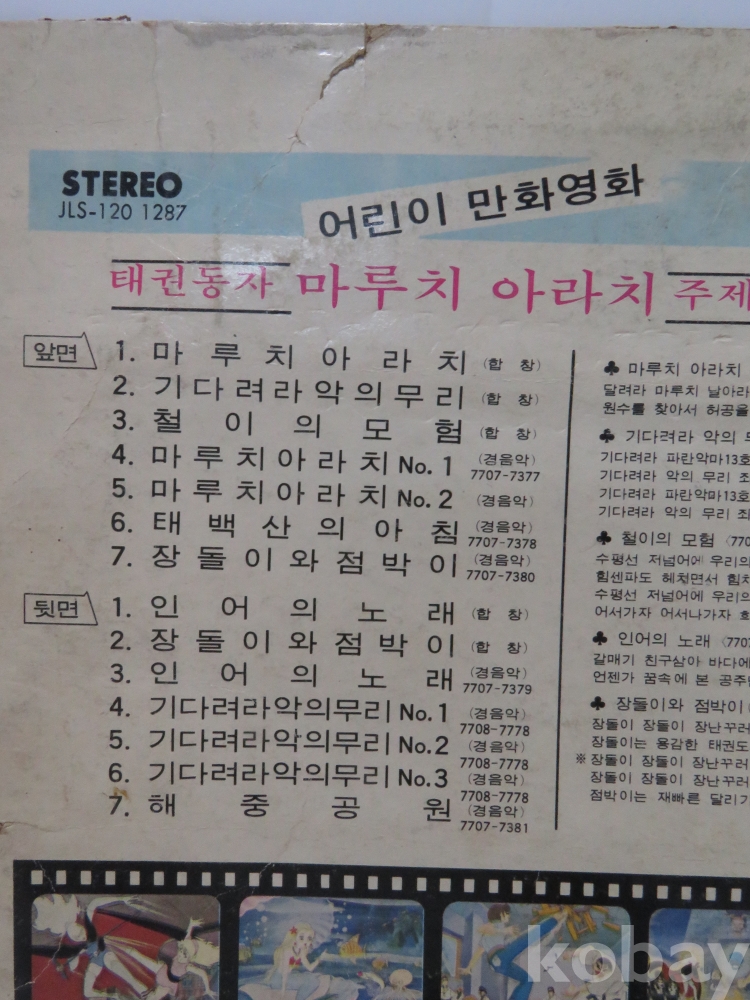 STEREO
JLS-120 1287
어린이 만화영화
태권동자 마루치 아라치 주제
앞면
1. 마루치아라치 (합창)
2. 기다려라악의무리 (합창)
3. 철이의모험 (합창)
4. 마루치아라치 No. 1 (경음악) 7707-7377
5. 마루치아라치 No. 2 (경음악)
6. 태백산의아침 (경음악) 7707-7378
7. 장돌이와점박이 (경음악) 7707-7380
뒷면
1. 인어의노래 (합창)
2. 장돌이와점박이 (합창)
3. 인어의노래 (경음악) 7707-7379
4. 기다려라악의무리 No. 1 (경음악) 7708-7778
5. 기다려라악의무리 No. 2 (경음악) 7708-7778
6. 기다려라악의무리 No. 3 (경음악) 7708-7778
7. 해중공원 (경음악) 7707-7381
♣ 마루치 아라치
달려라 마루치 날아라
원수를 찾아서 허공을
♣ 기다려라 악의
기다려라 파란악마13호
기다려라 악의 무리 죄
기다려라 파란악마13호
기다려라 악의 무리 죄
♣ 철이의 모험 (770
수평선 저넘어에 우리의
힘센파도 헤쳐면서 힘차
수평선 저넘어에 우리의
어서가자 어서나가자 희
♣ 인어의 노래 (7707
갈매기 친구삼아 바다에
언젠가 꿈속에 본 공주
♣ 장돌이와 점박이 (
장돌이 장돌이 장난꾸러
장돌이는 용감한 태권도
※ 장돌이 장돌이 장난꾸러
장돌이 장돌이 장난꾸러
점박이는 재빠른 달리기
kobay